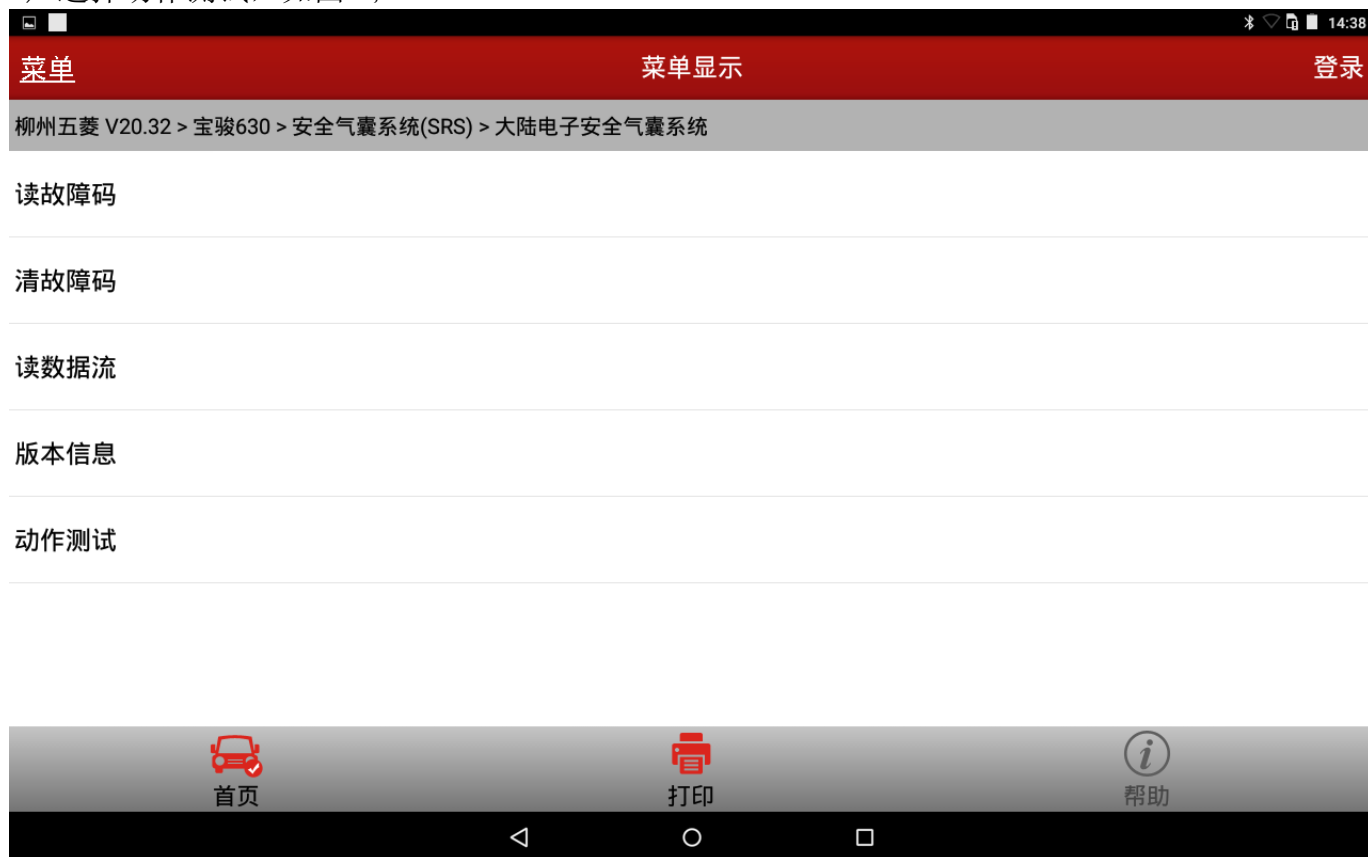 14:38
菜单 菜单显示 登录
柳州五菱 V20.32 > 宝骏630 > 安全气囊系统(SRS) > 大陆电子安全气囊系统
读故障码
清故障码
读数据流
版本信息
动作测试
首页 打印 帮助